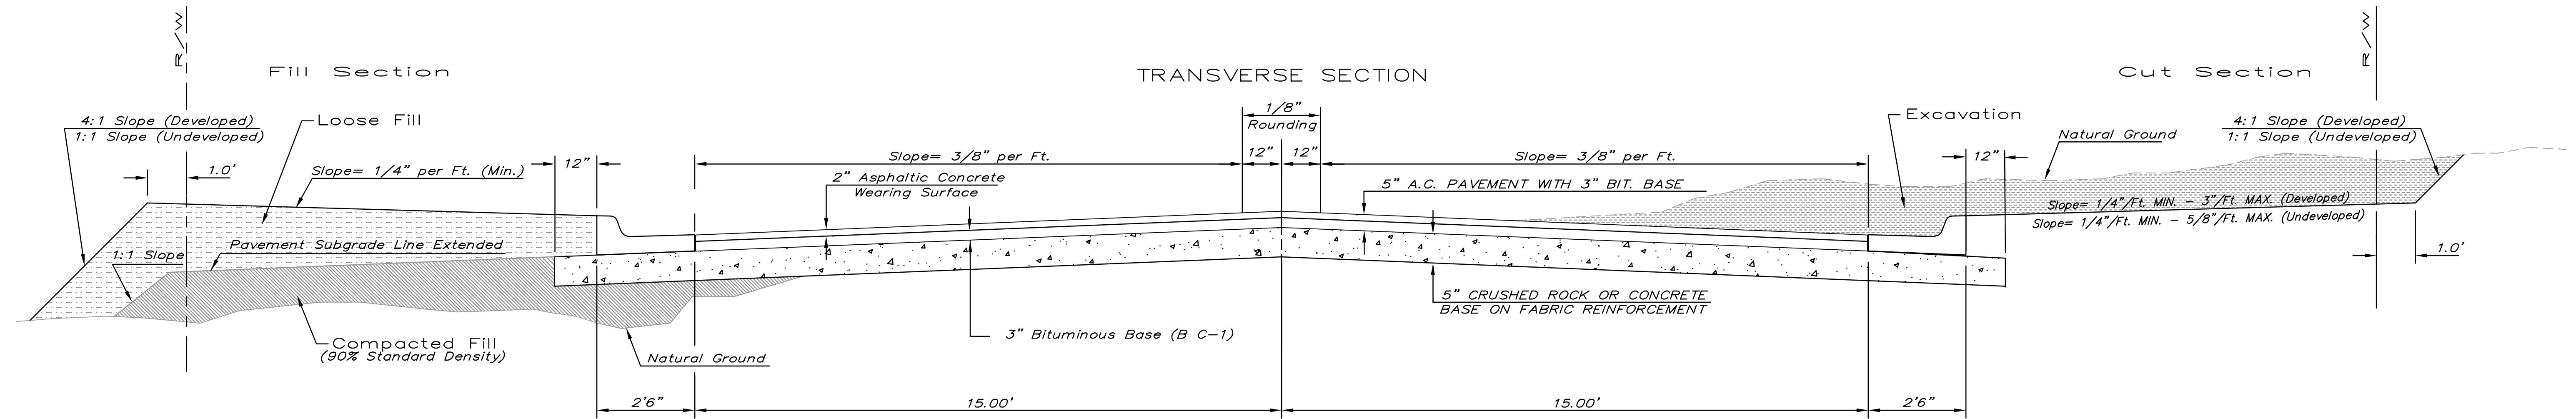 R/W
R/W
Fill Section
TRANSVERSE SECTION
Cut Section
4:1 Slope (Developed)
1:1 Slope (Undeveloped)
Loose Fill
1/8"
Rounding
Excavation
Natural Ground
4:1 Slope (Developed)
1:1 Slope (Undeveloped)
1.0'
Slope= 1/4" per Ft. (Min.)
12"
Slope= 3/8" per Ft.
12"
12"
Slope= 3/8" per Ft.
12"
2" Asphaltic Concrete
Wearing Surface
5" A.C. PAVEMENT WITH 3" BIT. BASE
Slope= 1/4"/Ft. MIN. - 3"/Ft. MAX. (Developed)
Slope= 1/4"/Ft. MIN. - 5/8"/Ft. MAX. (Undeveloped)
Pavement Subgrade Line Extended
1:1 Slope
1.0'
5" CRUSHED ROCK OR CONCRETE
BASE ON FABRIC REINFORCEMENT
3" Bituminous Base (B C-1)
Compacted Fill
(90% Standard Density)
Natural Ground
2'6"
15.00'
15.00'
2'6"